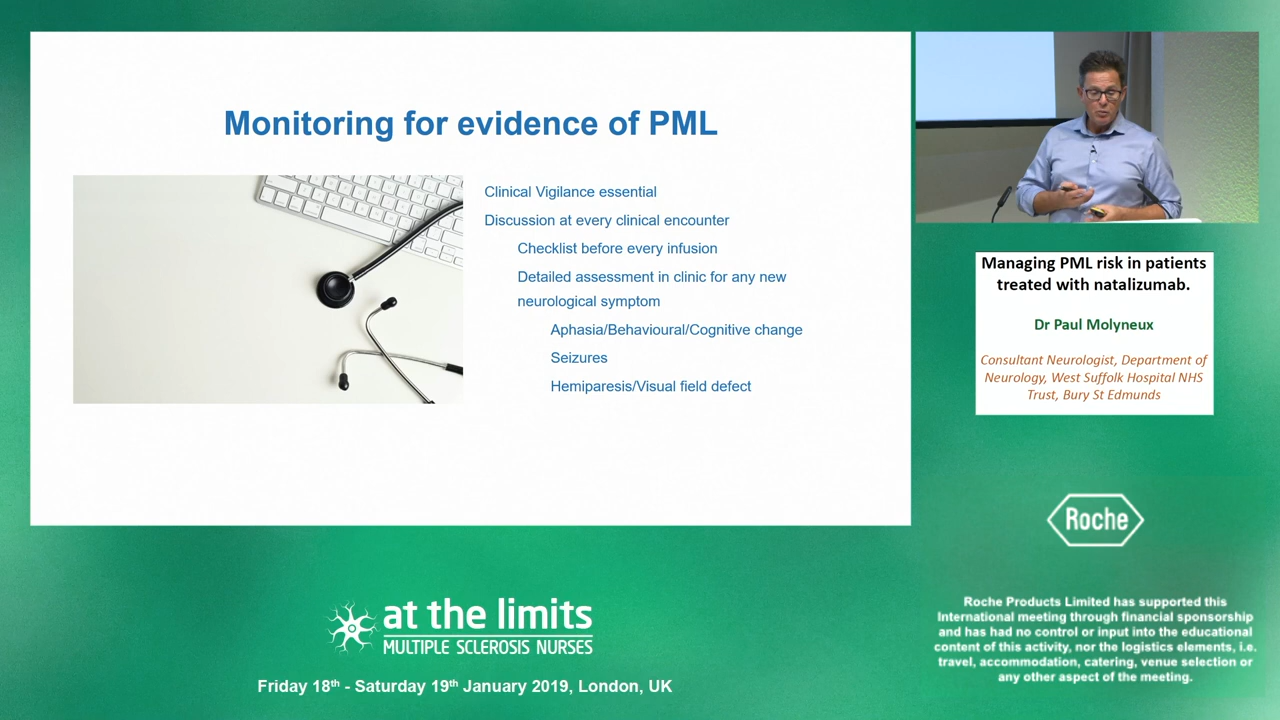 Monitoring for evidence of PML
Clinical Vigilance essential
Discussion at every clinical encounter
Checklist before every infusion
Detailed assessment in clinic for any new
neurological symptom
Aphasia/Behavioural/Cognitive change
Seizures
Hemiparesis/Visual field defect
Managing PML risk in patients
treated with natalizumab.
Dr Paul Molyneux
Consultant Neurologist, Department of
Neurology, West Suffolk Hospital NHS
Trust, Bury St Edmunds
Roche
Roche Products Limited has supported this
International meeting through financial sponsorship
and has had no control or input into the educational
content of this activity, nor the logistics elements, i.e.
travel, accommodation, catering, venue selection or
any other aspect of the meeting.
at the limits
MULTIPLE SCLEROSIS NURSES
Friday 18th - Saturday 19th January 2019, London, UK